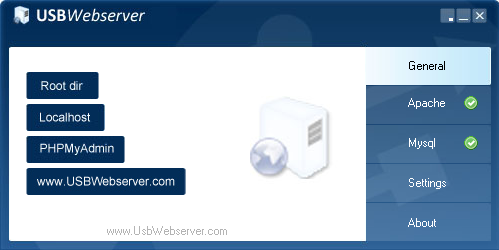 USBWebserver
General
Root dir
Apache
Localhost
Mysql
PHPMyAdmin
www.USBWebserver.com
Settings
www.UsbWebserver.com
About